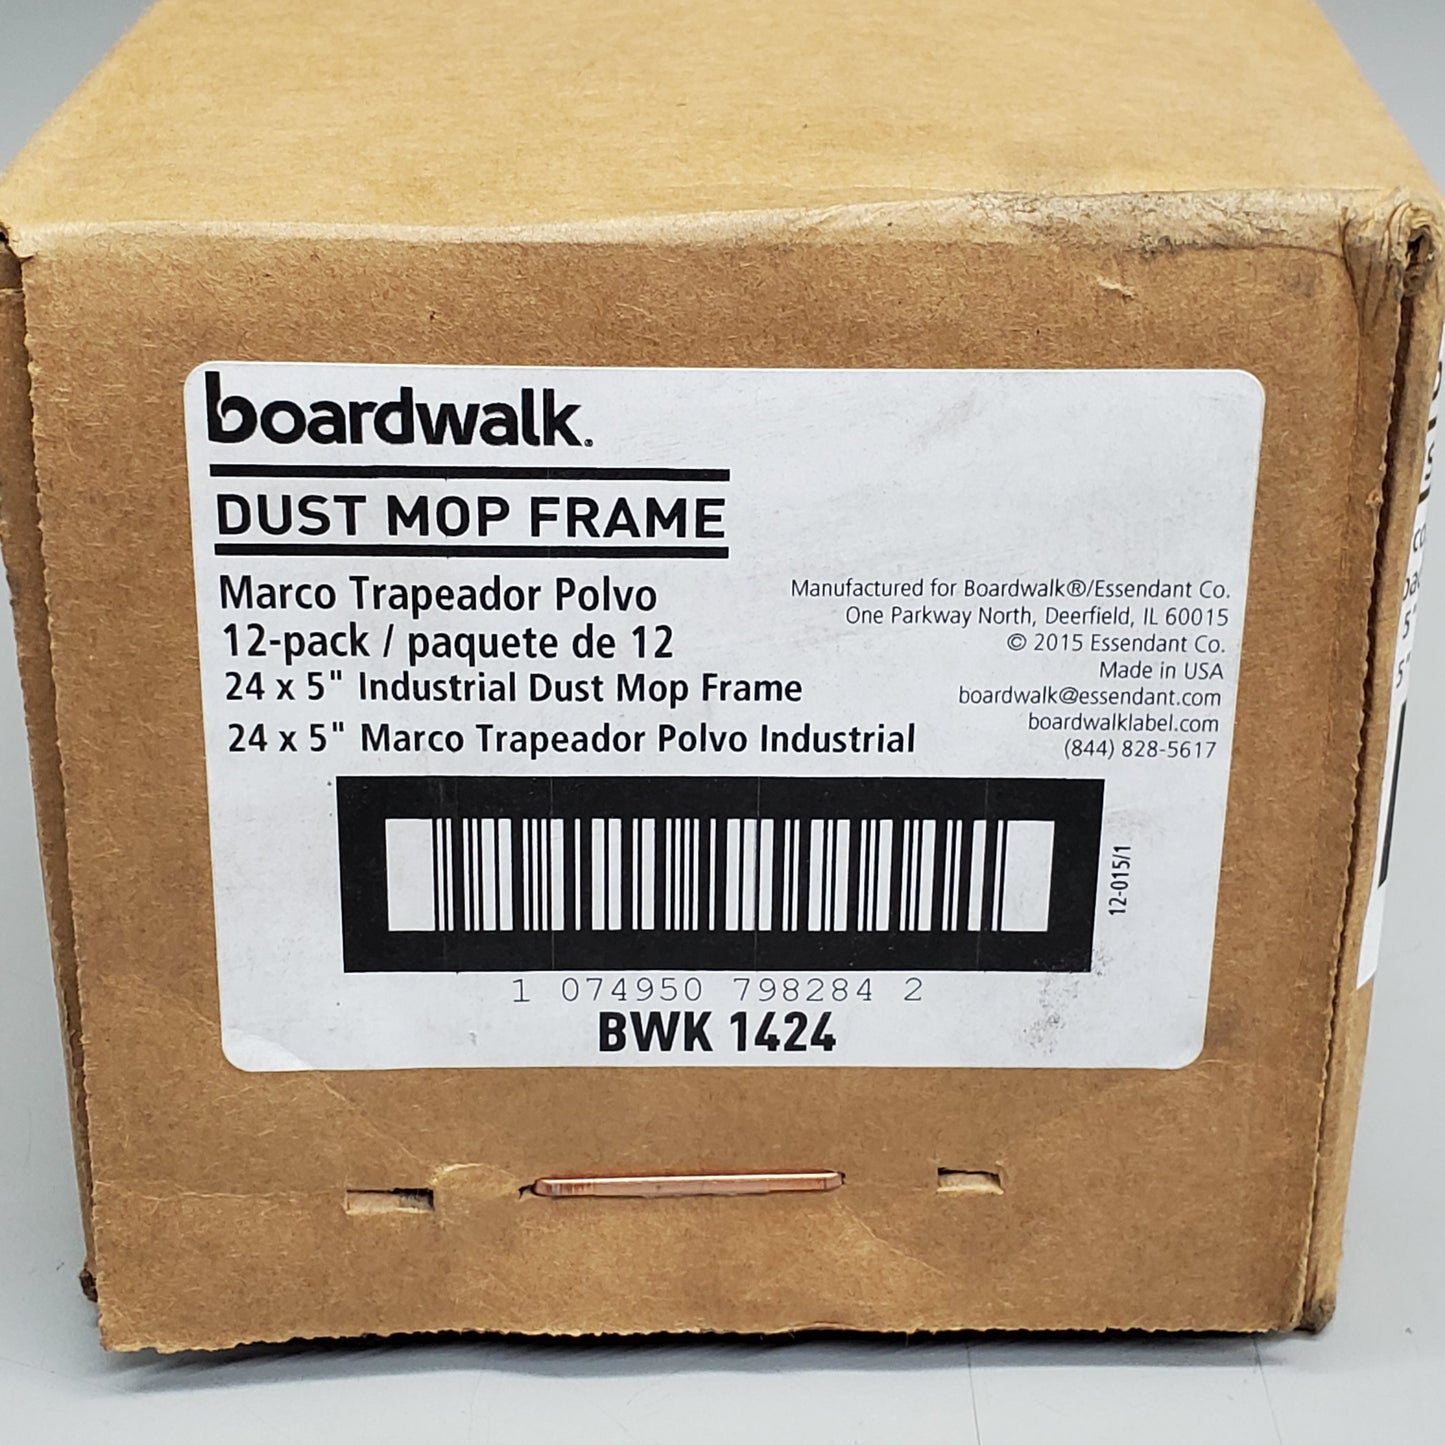 boardwalk®
DUST MOP FRAME
Marco Trapeador Polvo
12-pack / paquete de 12
24 x 5" Industrial Dust Mop Frame
24 x 5" Marco Trapeador Polvo Industrial
Manufactured for Boardwalk®/Essendant Co.
One Parkway North, Deerfield, IL 60015
© 2015 Essendant Co.
Made in USA
boardwalk@essendant.com
boardwalklabel.com
(844) 828-5617
12-015/1
1 074950 798284 2
BWK 1424